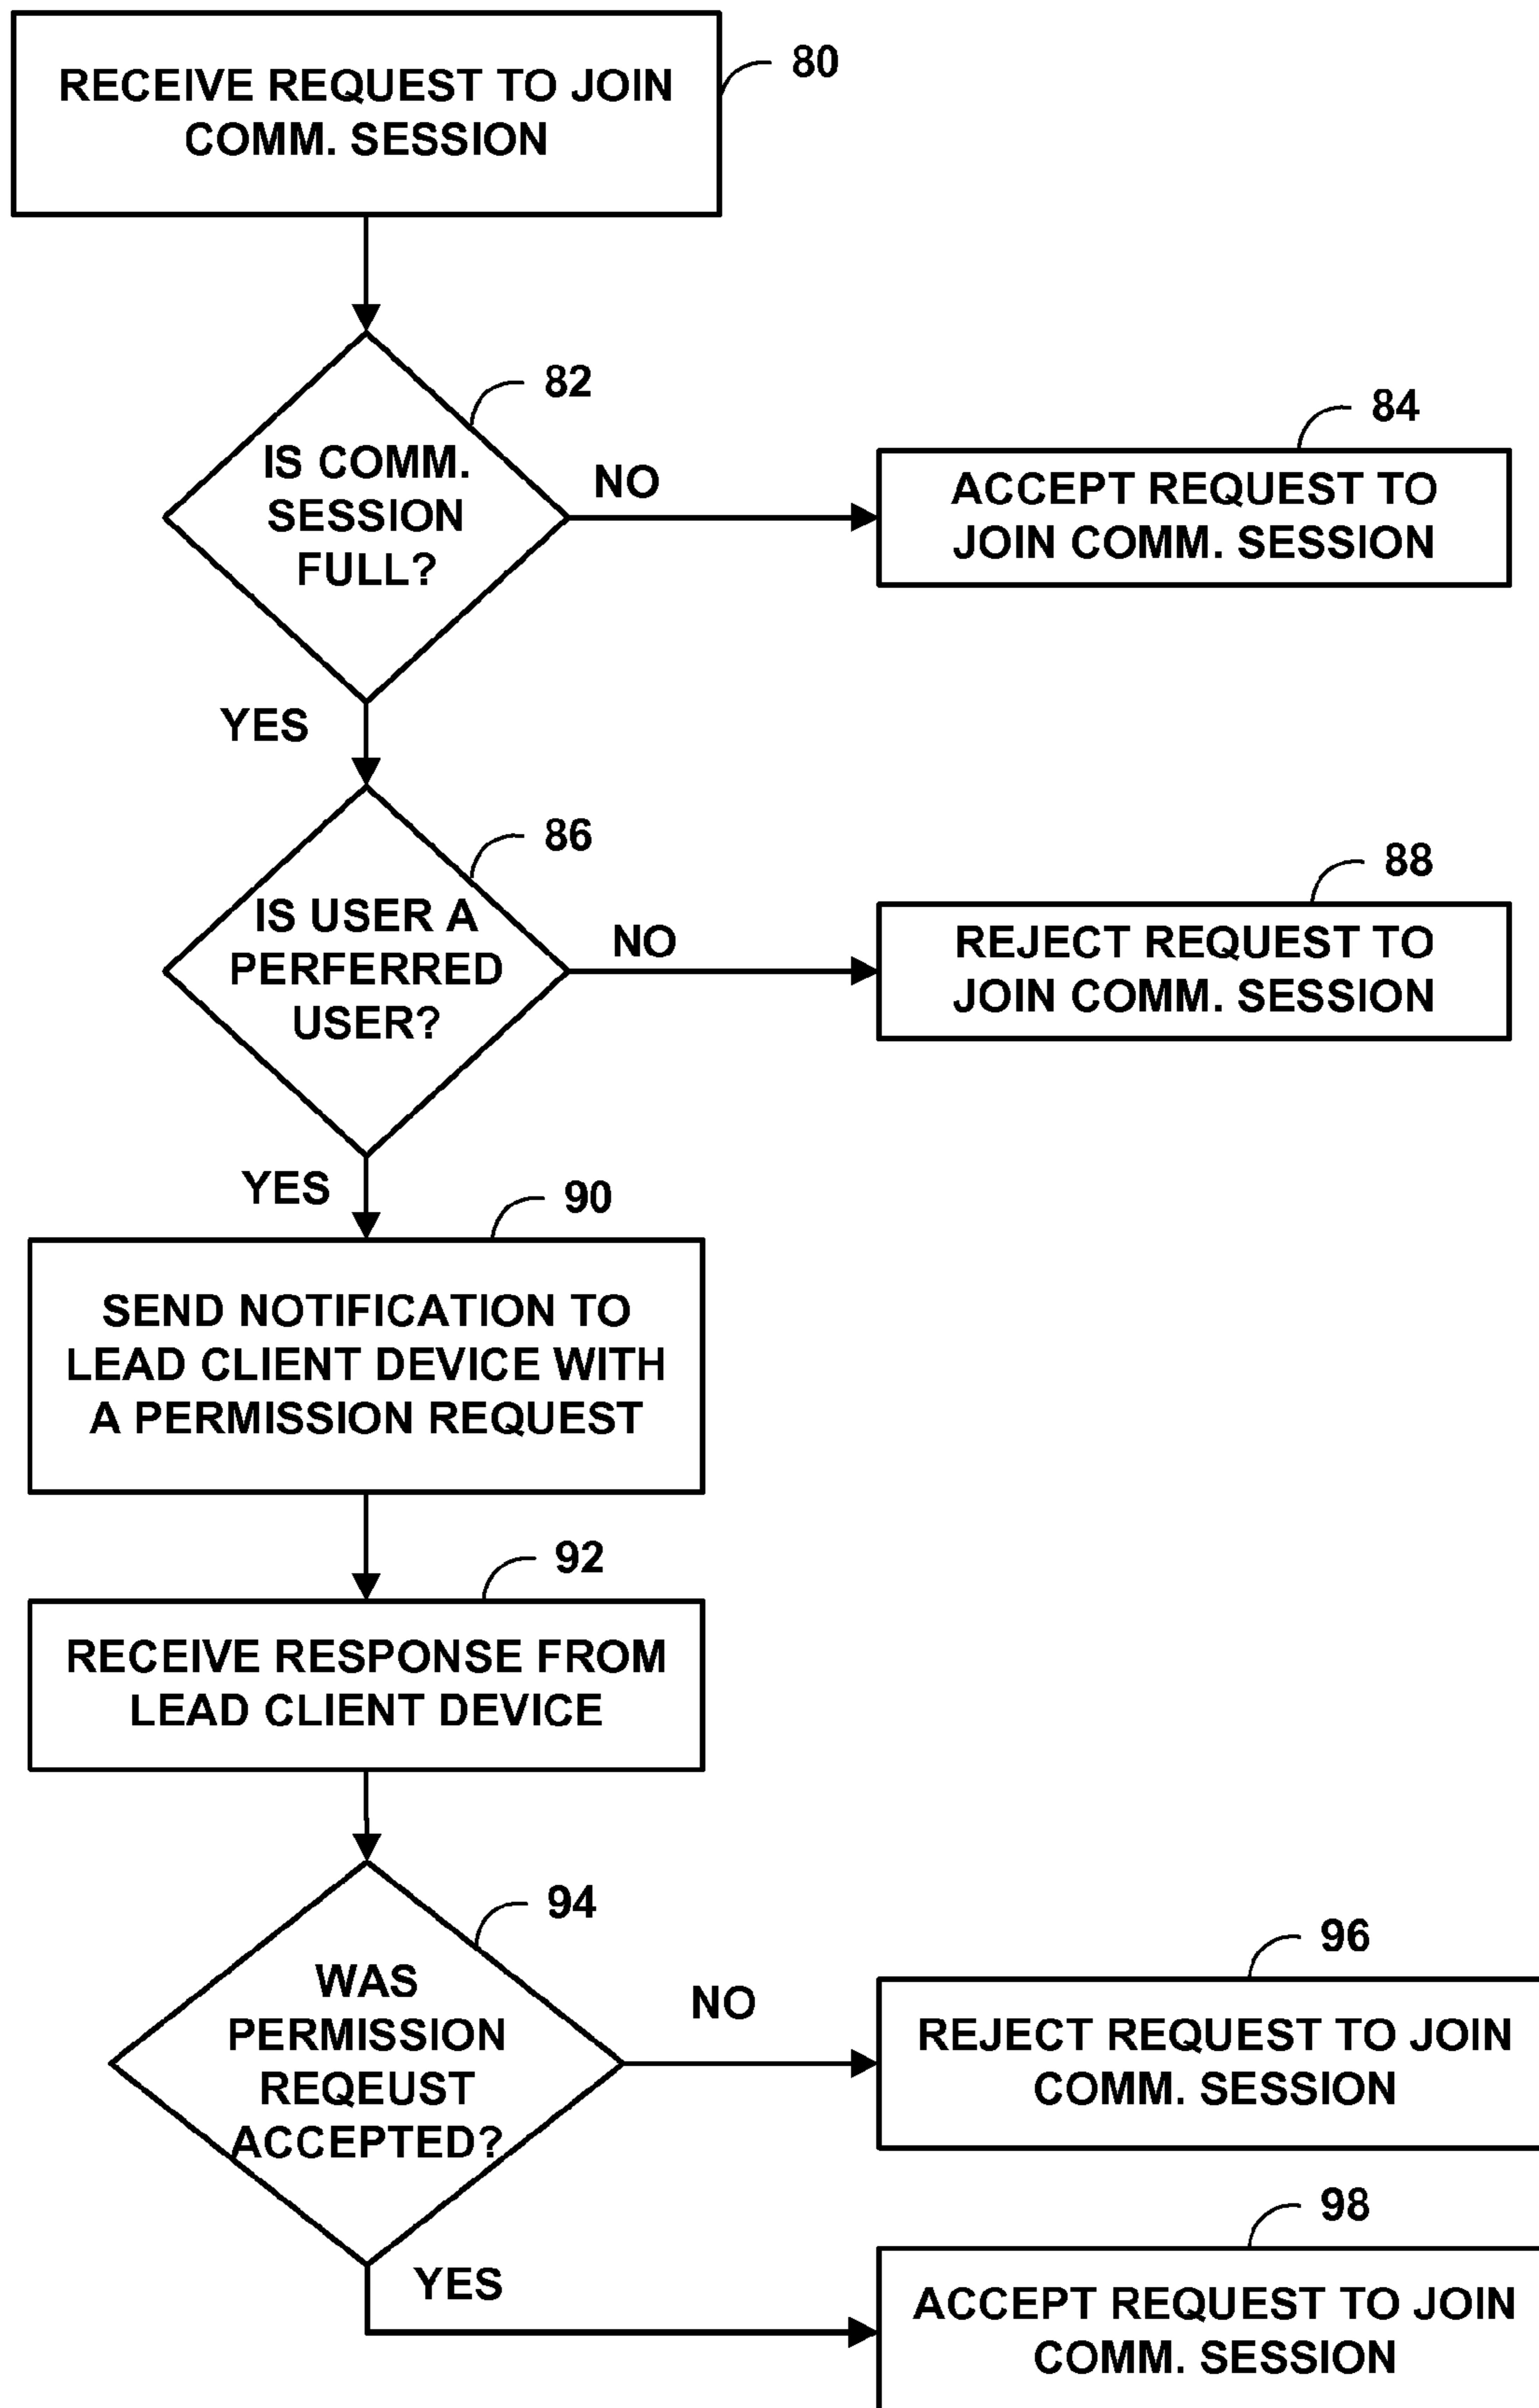 RECEIVE REQUEST TO JOIN
COMM. SESSION
80
IS COMM.
SESSION
FULL?
82
NO
84
ACCEPT REQUEST TO
JOIN COMM. SESSION
YES
IS USER A
PERFERRED
USER?
86
NO
88
REJECT REQUEST TO
JOIN COMM. SESSION
YES
90
SEND NOTIFICATION TO
LEAD CLIENT DEVICE WITH
A PERMISSION REQUEST
92
RECEIVE RESPONSE FROM
LEAD CLIENT DEVICE
94
WAS
PERMISSION
REQEUST
ACCEPTED?
NO
96
REJECT REQUEST TO JOIN
COMM. SESSION
YES
98
ACCEPT REQUEST TO JOIN
COMM. SESSION